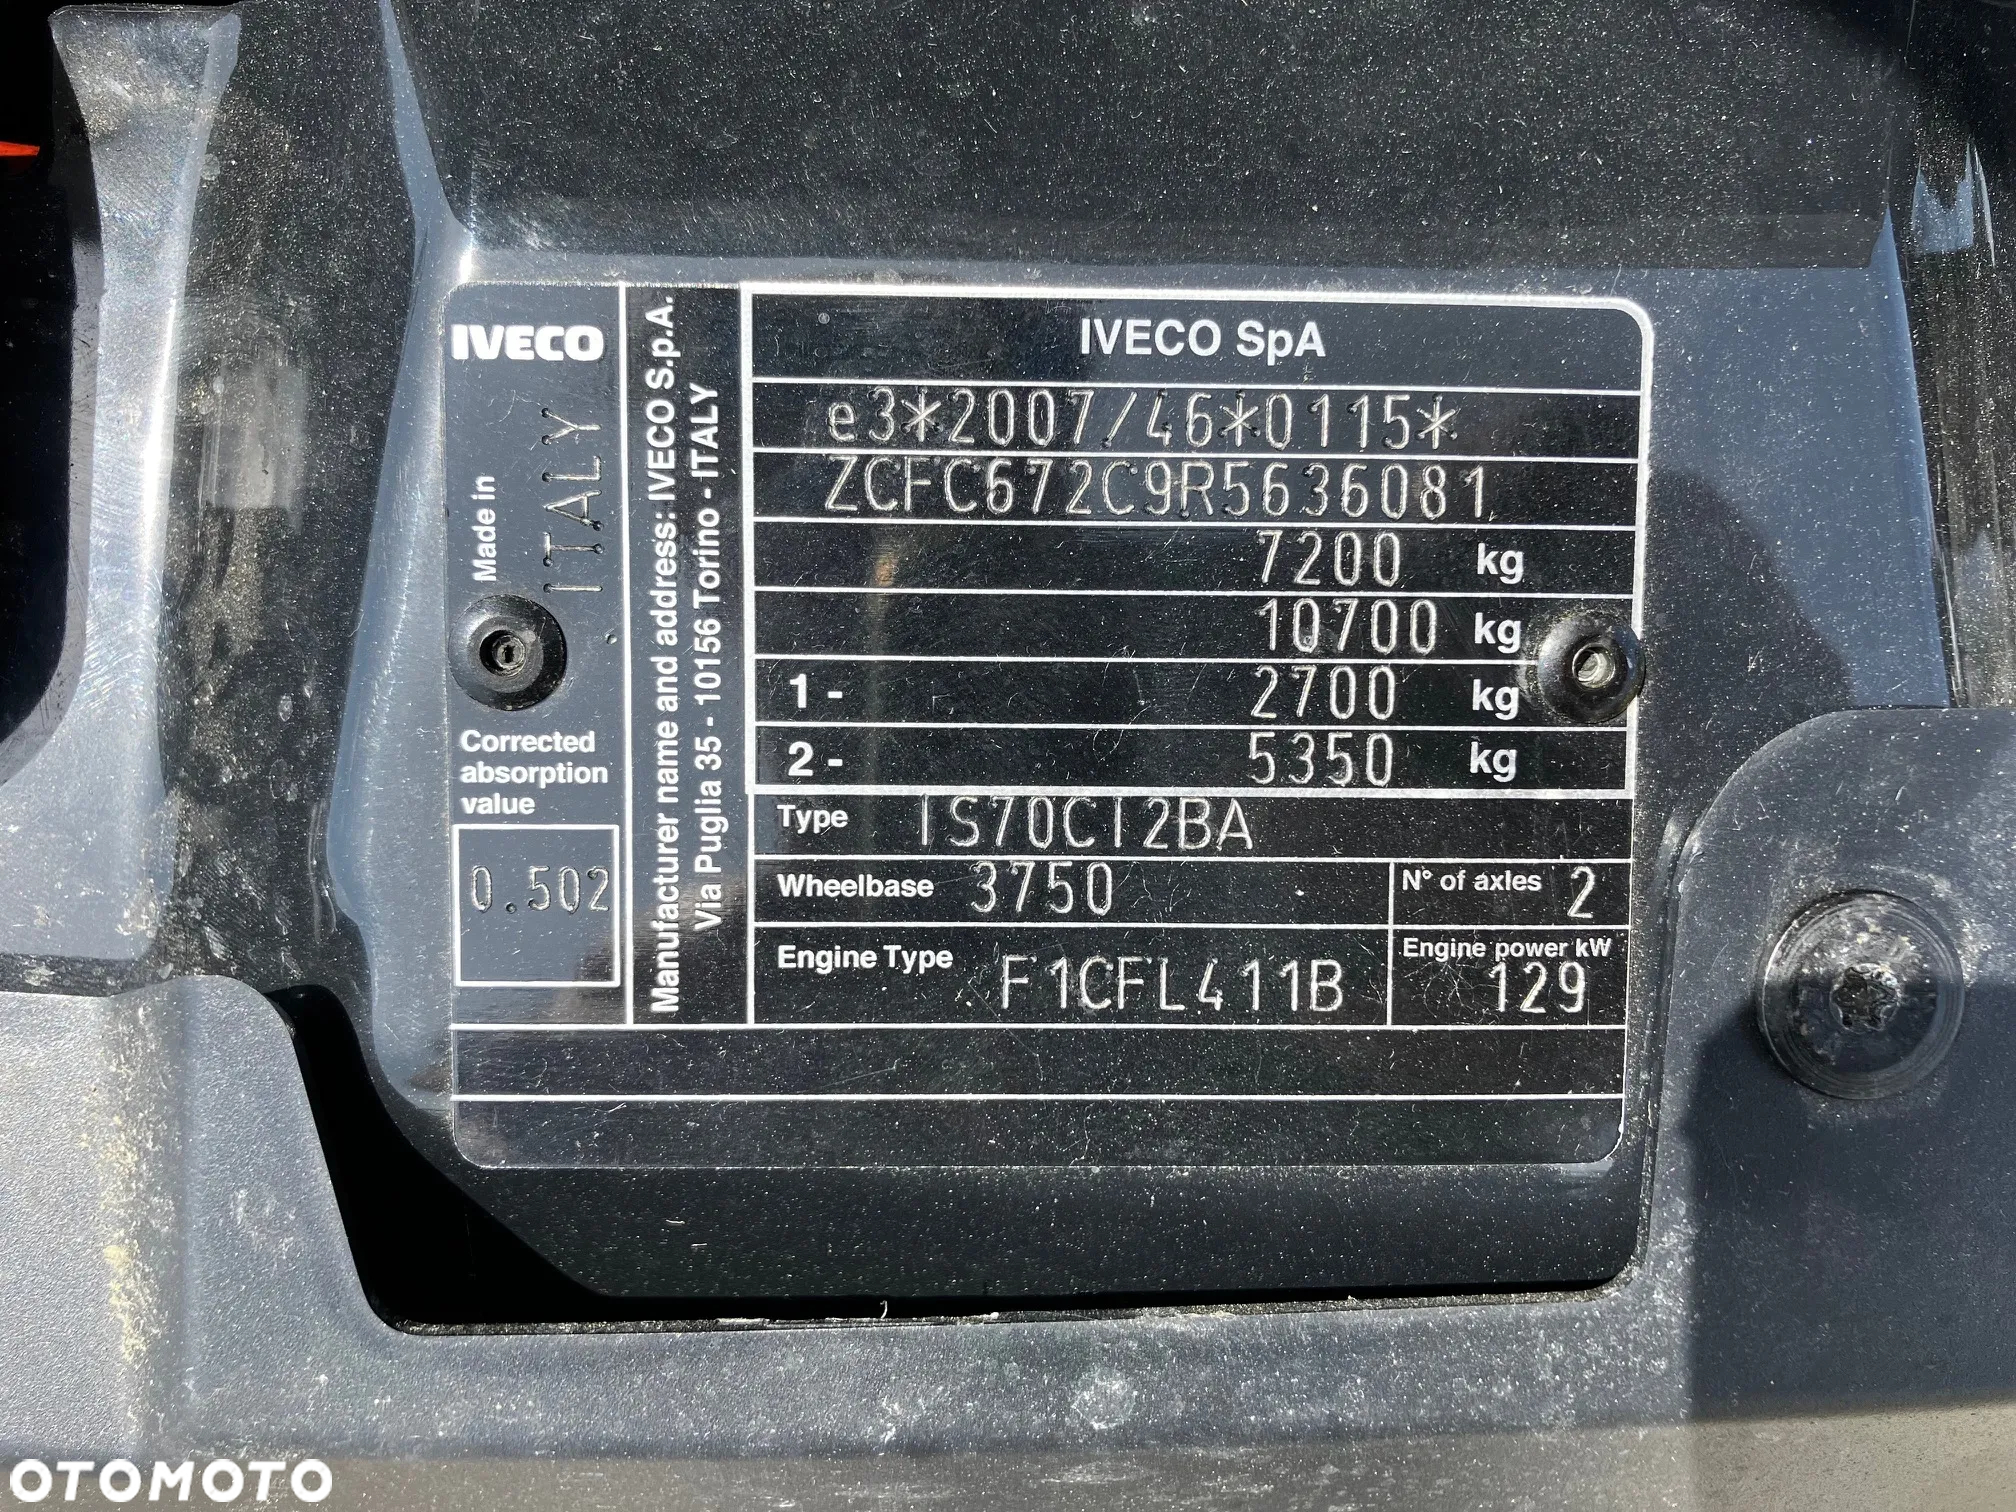 IVECO
Made in
ITALY
Corrected
absorption
value
0.502
Manufacturer name and address: IVECO S.p.A.
Via Puglia 35 - 10156 Torino - ITALY
IVECO SpA
e3*2007/46*0115*
ZCFC672C9R5636081
7200 kg
10700 kg
1- 2700 kg
2- 5350 kg
Type IS70CI2BA
Wheelbase 3750
N° of axles 2
Engine Type F1CFL411B
Engine power kW
129
OTOMOTO